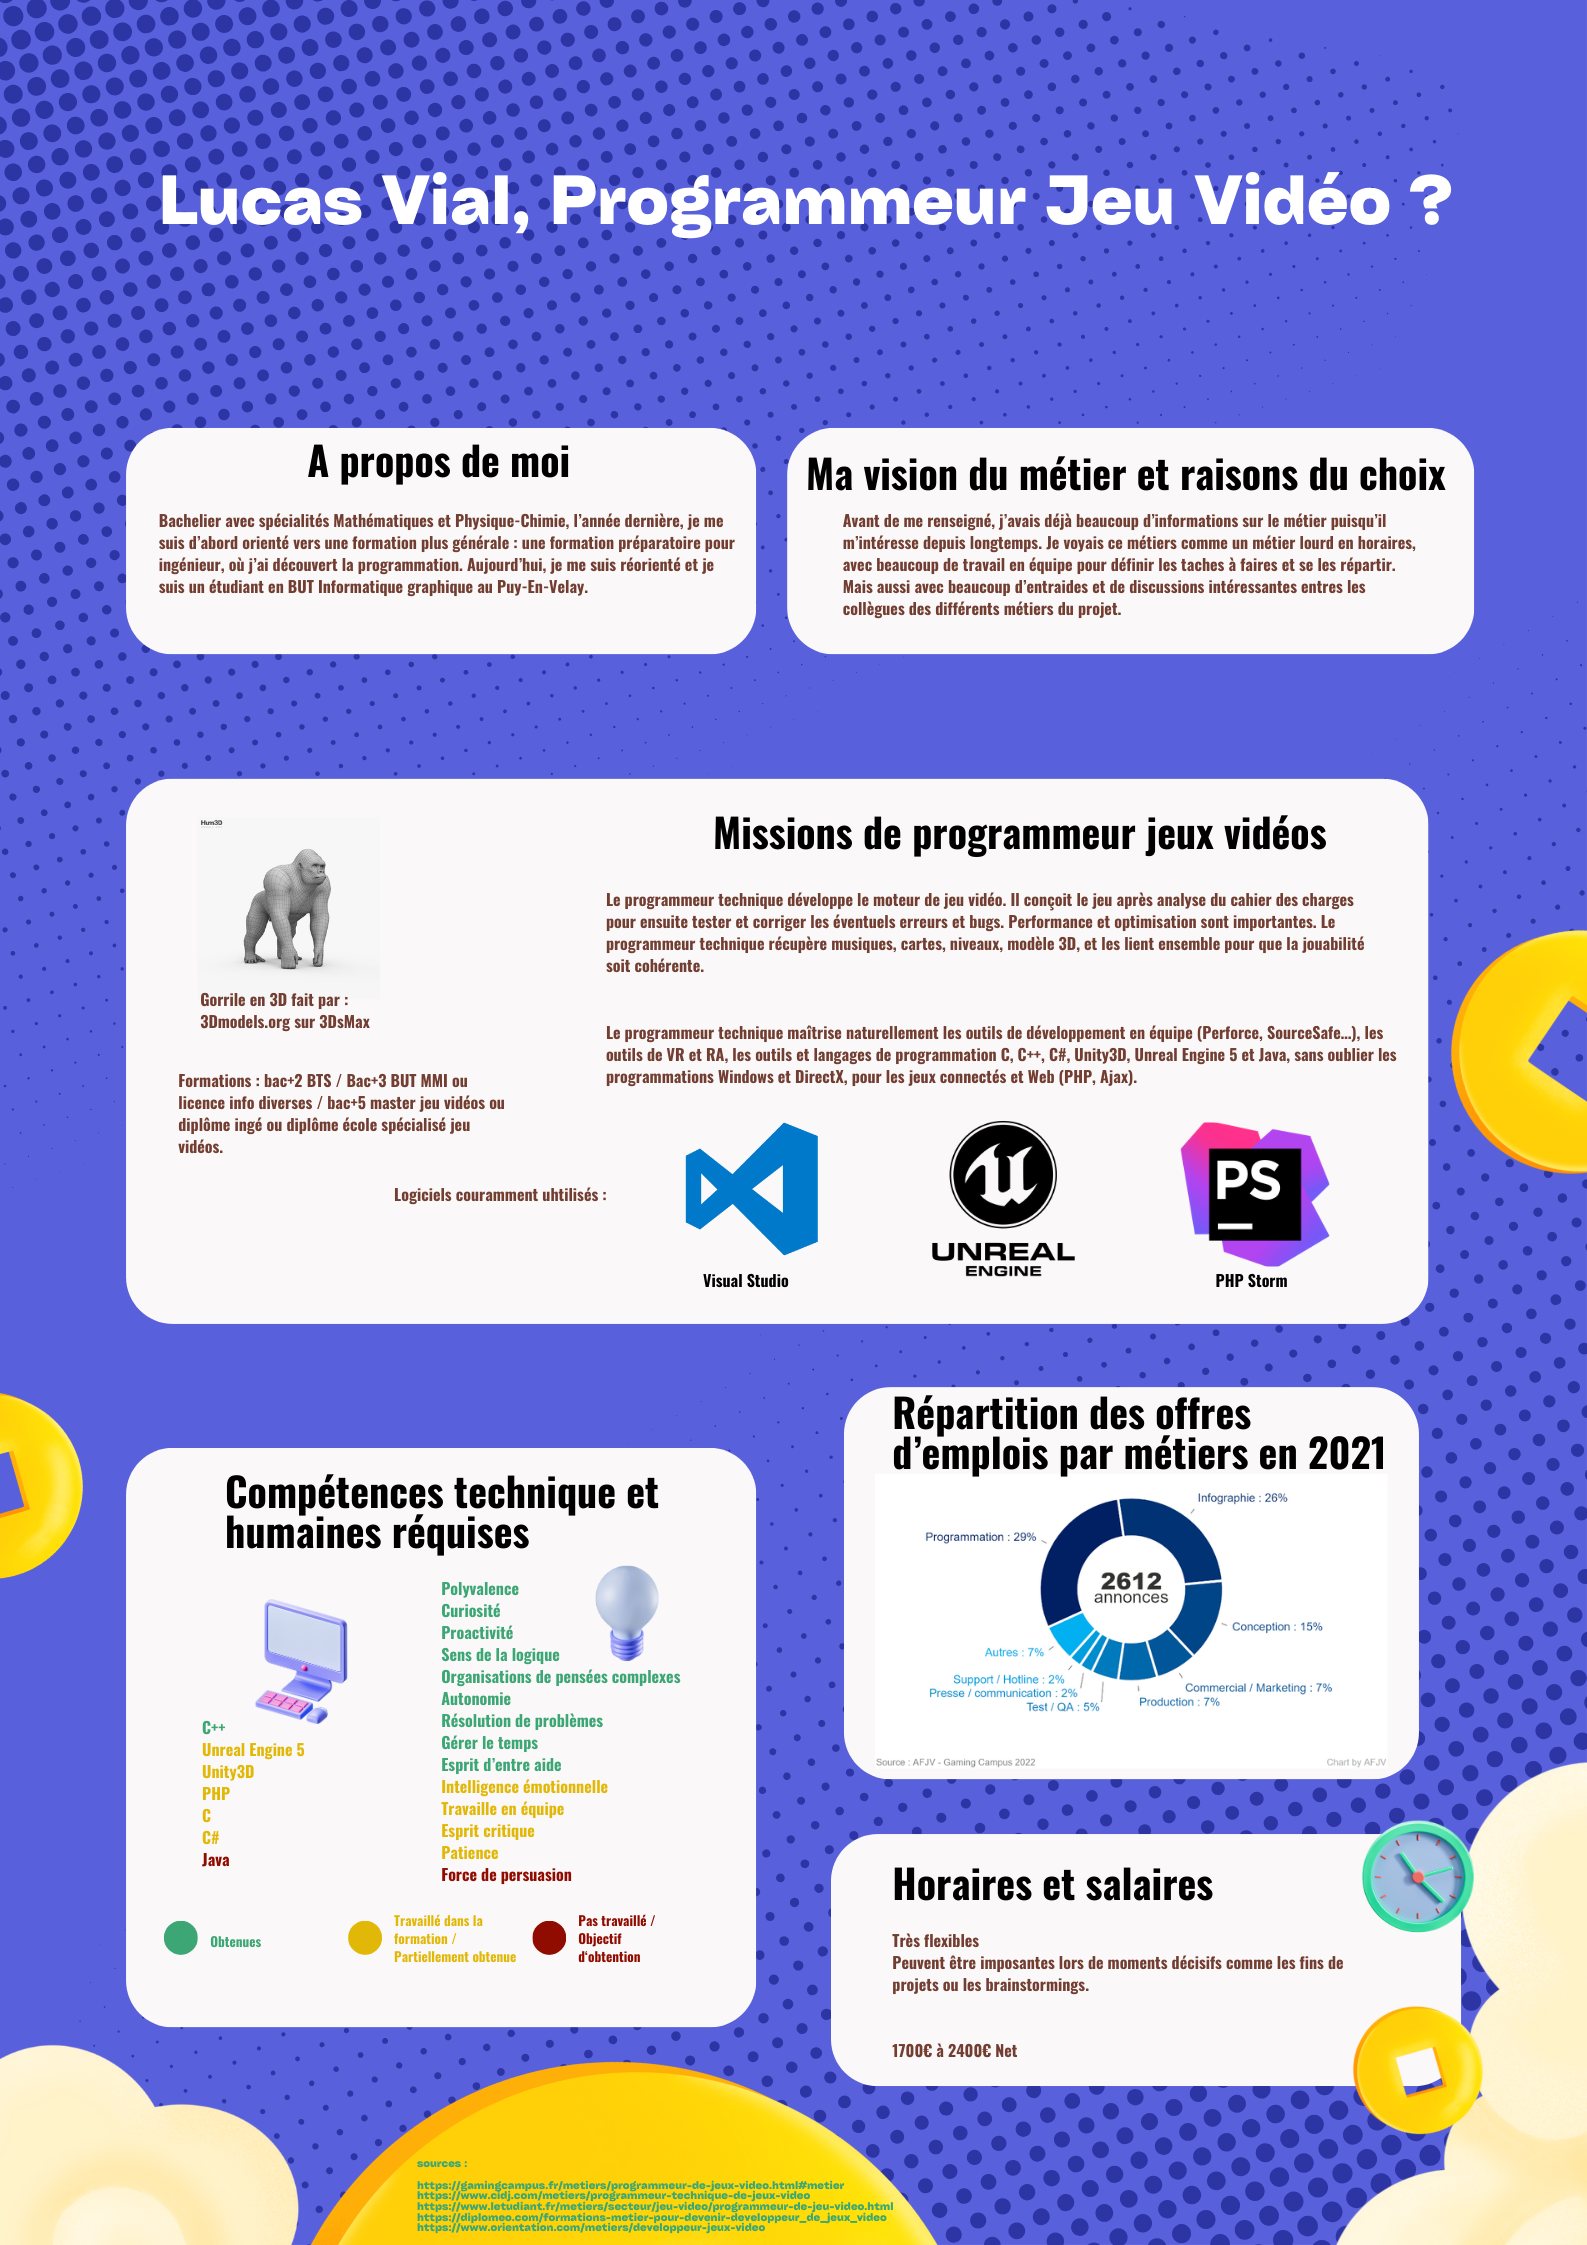 Lucas Vial, Programmeur Jeu Vidéo ?
A propos de moi
Bachelier avec spécialités Mathématiques et Physique-Chimie, l'année dernière, je me
suis d'abord orienté vers une formation plus générale : une formation préparatoire pour
ingénieur, où j'ai découvert la programmation. Aujourd'hui, je me suis réorienté et je
suis un étudiant en BUT Informatique graphique au Puy-En-Velay.
Ma vision du métier et raisons du choix
Avant de me renseigné, j'avais déjà beaucoup d'informations sur le métier puisqu'il
m'intéresse depuis longtemps. Je voyais ce métiers comme un métier lourd en horaires,
avec beaucoup de travail en équipe pour définir les taches à faires et se les répartir.
Mais aussi avec beaucoup d'entraides et de discussions intéressantes entres les
collègues des différents métiers du projet.
Hum3D
Gorrile en 3D fait par :
3Dmodels.org sur 3DsMax
Formations : bac+2 BTS / Bac+3 BUT MMI ou
licence info diverses / bac+5 master jeu vidéos ou
diplôme ingé ou diplôme école spécialisé jeu
vidéos.
Missions de programmeur jeux vidéos
Le programmeur technique développe le moteur de jeu vidéo. Il conçoit le jeu après analyse du cahier des charges
pour ensuite tester et corriger les éventuels erreurs et bugs. Performance et optimisation sont importantes. Le
programmeur technique récupère musiques, cartes, niveaux, modèle 3D, et les lient ensemble pour que la jouabilité
soit cohérente.
Le programmeur technique maîtrise naturellement les outils de développement en équipe (Perforce, SourceSafe...), les
outils de VR et RA, les outils et langages de programmation C, C++, C#, Unity3D, Unreal Engine 5 et Java, sans oublier les
programmations Windows et DirectX, pour les jeux connectés et Web (PHP, Ajax).
Logiciels couramment uhtilisés :
Visual Studio
UNREAL
ENGINE
PS
PHP Storm
Compétences technique et
humaines réquises
C++
Unreal Engine 5
Unity3D
PHP
C
C#
Java
Polyvalence
Curiosité
Proactivité
Sens de la logique
Organisations de pensées complexes
Autonomie
Résolution de problèmes
Gérer le temps
Esprit d'entre aide
Intelligence émotionnelle
Travaille en équipe
Esprit critique
Patience
Force de persuasion
Obtenues
Travaillé dans la
formation /
Partiellement obtenue
Pas travaillé /
Objectif
d'obtention
Répartition des offres
d'emplois par métiers en 2021
Infographie : 26%
Programmation : 29%
2612
annonces
Conception : 15%
Autres : 7%
Support / Hotline : 2%
Presse / communication : 2%
Test / QA : 5%
Commercial / Marketing : 7%
Production : 7%
Source : AFJV - Gaming Campus 2022
Chart by AFJV
Horaires et salaires
Très flexibles
Peuvent être imposantes lors de moments décisifs comme les fins de
projets ou les brainstormings.
1700€ à 2400€ Net
sources :
https://gamingcampus.fr/metiers/programmeur-de-jeux-video.html#metier
https://www.cidj.com/metiers/programmeur-technique-de-jeux-video
https://www.letudiant.fr/metiers/secteur/jeu-video/programmeur-de-jeu-video.html
https://diplomeo.com/formations-metier-pour-devenir-developpeur_de_jeux_video
https://www.orientation.com/metiers/developpeur-jeux-video